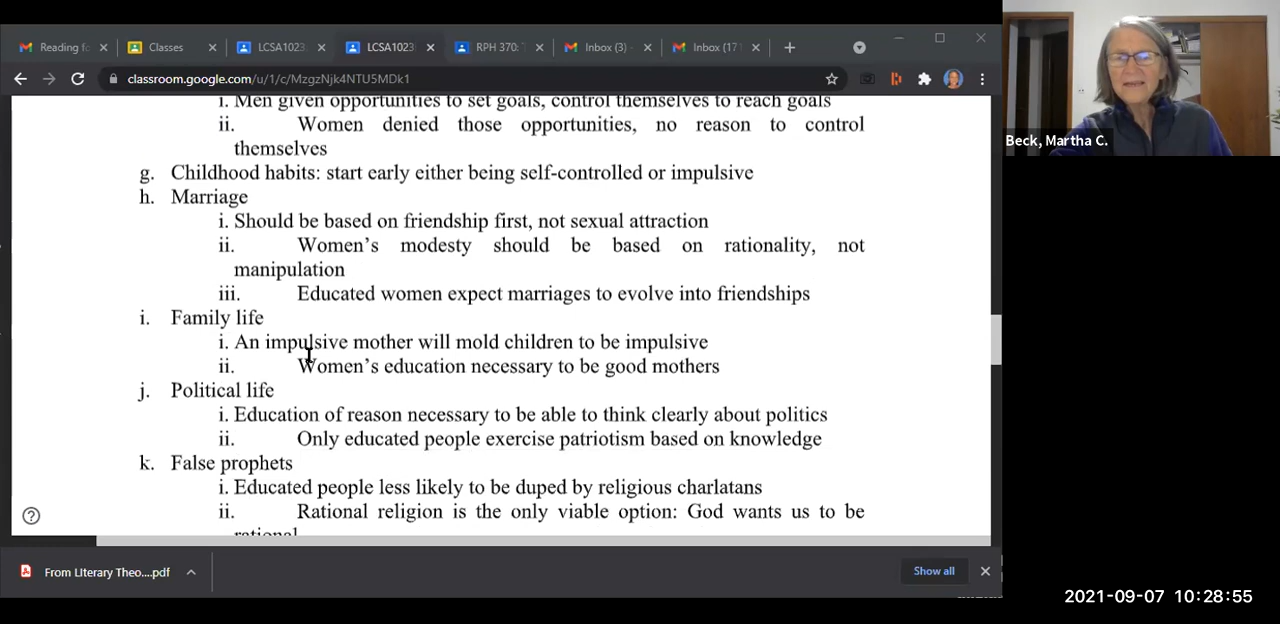 Reading fo
Classes
LCSA1023
LCSA1023
RPH 370:
Inbox (3)
Inbox (17
classroom.google.com/u/1/c/MzgzNjk4NTU5MDk1
i. Men given opportunities to set goals, control themselves to reach goals
ii. Women denied those opportunities, no reason to control
themselves
g. Childhood habits: start early either being self-controlled or impulsive
h. Marriage
i. Should be based on friendship first, not sexual attraction
ii. Women’s modesty should be based on rationality, not
manipulation
iii. Educated women expect marriages to evolve into friendships
i. Family life
i. An impulsive mother will mold children to be impulsive
ii. Women’s education necessary to be good mothers
j. Political life
i. Education of reason necessary to be able to think clearly about politics
ii. Only educated people exercise patriotism based on knowledge
k. False prophets
i. Educated people less likely to be duped by religious charlatans
ii. Rational religion is the only viable option: God wants us to be
rational
From LIterary Theo....pdf
Show all
Beck, Martha C.
2021-09-07 10:28:55